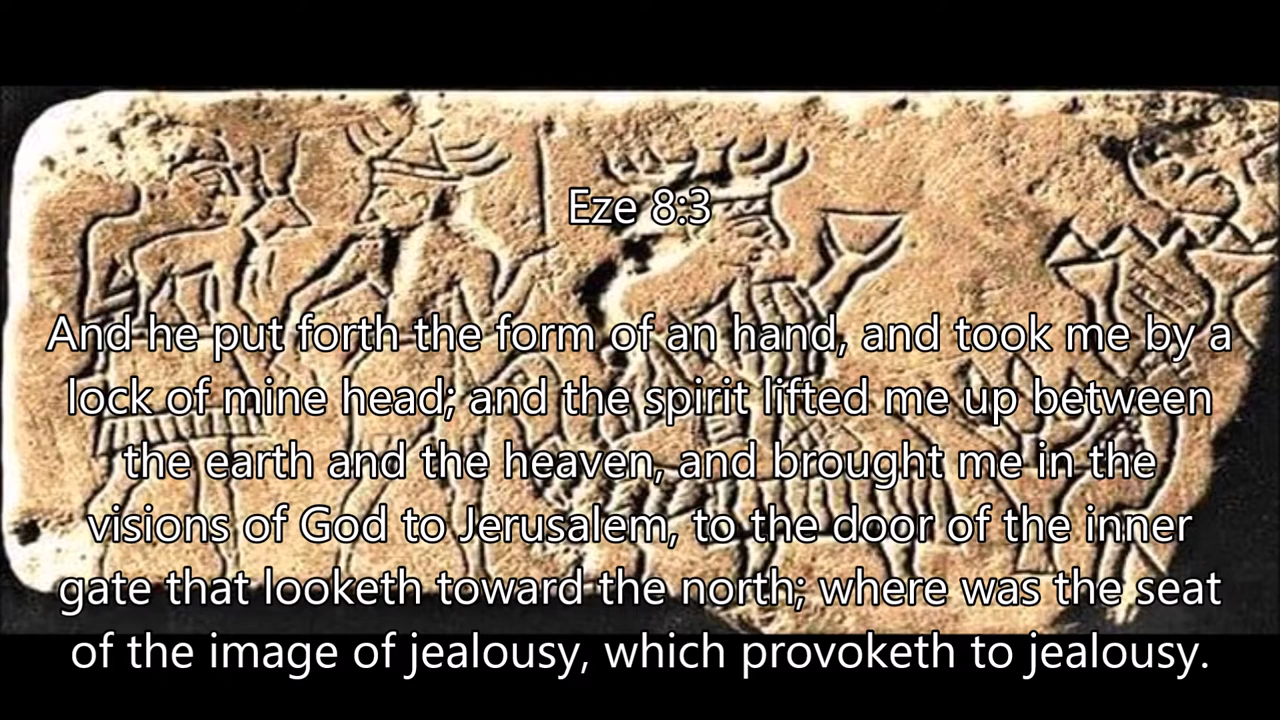 Eze 8:3
And he put forth the form of an hand, and took me by a
lock of mine head; and the spirit lifted me up between
the earth and the heaven, and brought me in the
visions of God to Jerusalem, to the door of the inner
gate that looketh toward the north; where was the seat
of the image of jealousy, which provoketh to jealousy.